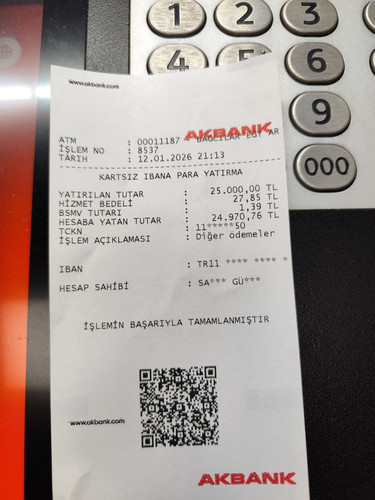 1 2 3
4 5 6
9
000
www.akbank.com
AKBANK
ATM : 00011187 - BAĞCILAR
İŞLEM NO : 8537
TARİH : 12.01.2026 21:13
KARTSIZ IBANA PARA YATIRMA
YATIRILAN TUTAR : 25.000,00 TL
HİZMET BEDELİ : 27,85 TL
BSMV TUTARI : 1,39 TL
HESABA YATAN TUTAR : 24.970,76 TL
TCKN : 11*****50
İŞLEM AÇIKLAMASI : Diğer ödemeler
IBAN : TR11 **** **** *
HESAP SAHİBİ : SA*** GÜ***
İŞLEMİN BAŞARIYLA TAMAMLANMIŞTIR
www.akbank.com
AKBANK